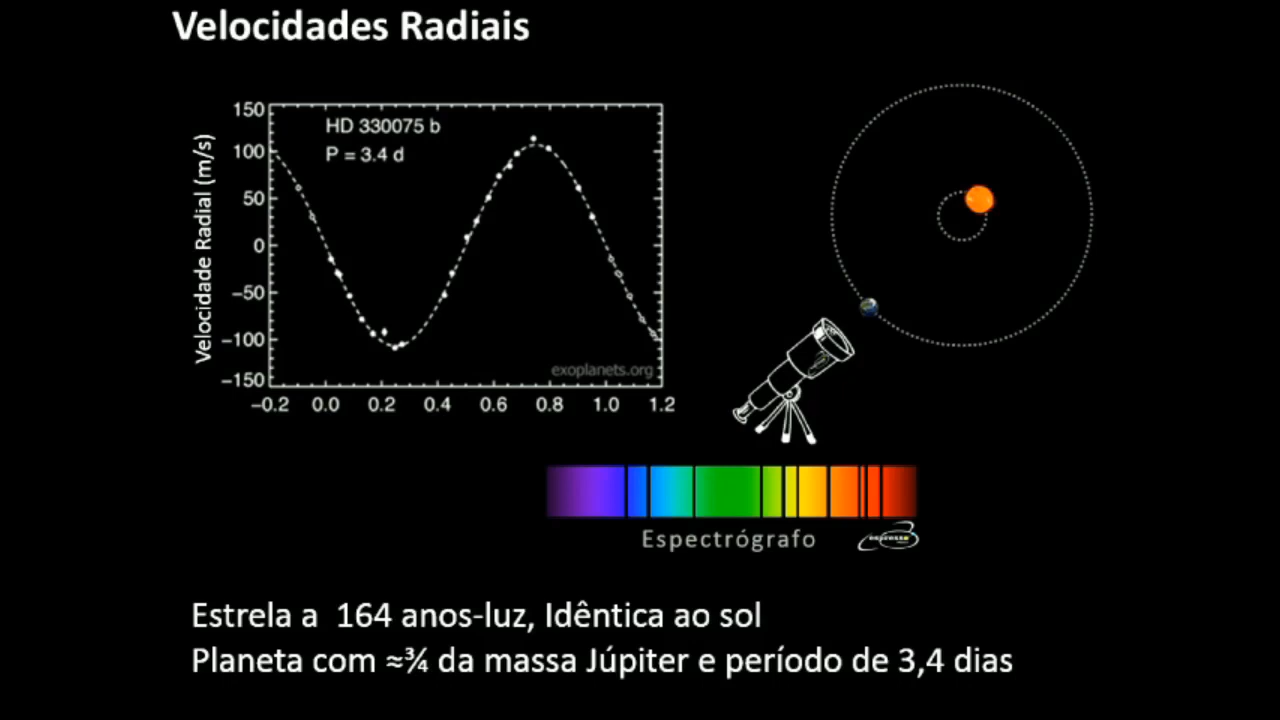 Velocidades Radiais
Velocidade Radial (m/s)
150
100
50
0
−50
−100
−150
HD 330075 b
P = 3.4 d
exoplanets.org
−0.2 0.0 0.2 0.4 0.6 0.8 1.0 1.2
Espectrógrafo
Estrela a 164 anos-luz, Idêntica ao sol
Planeta com ≈¾ da massa Júpiter e período de 3,4 dias